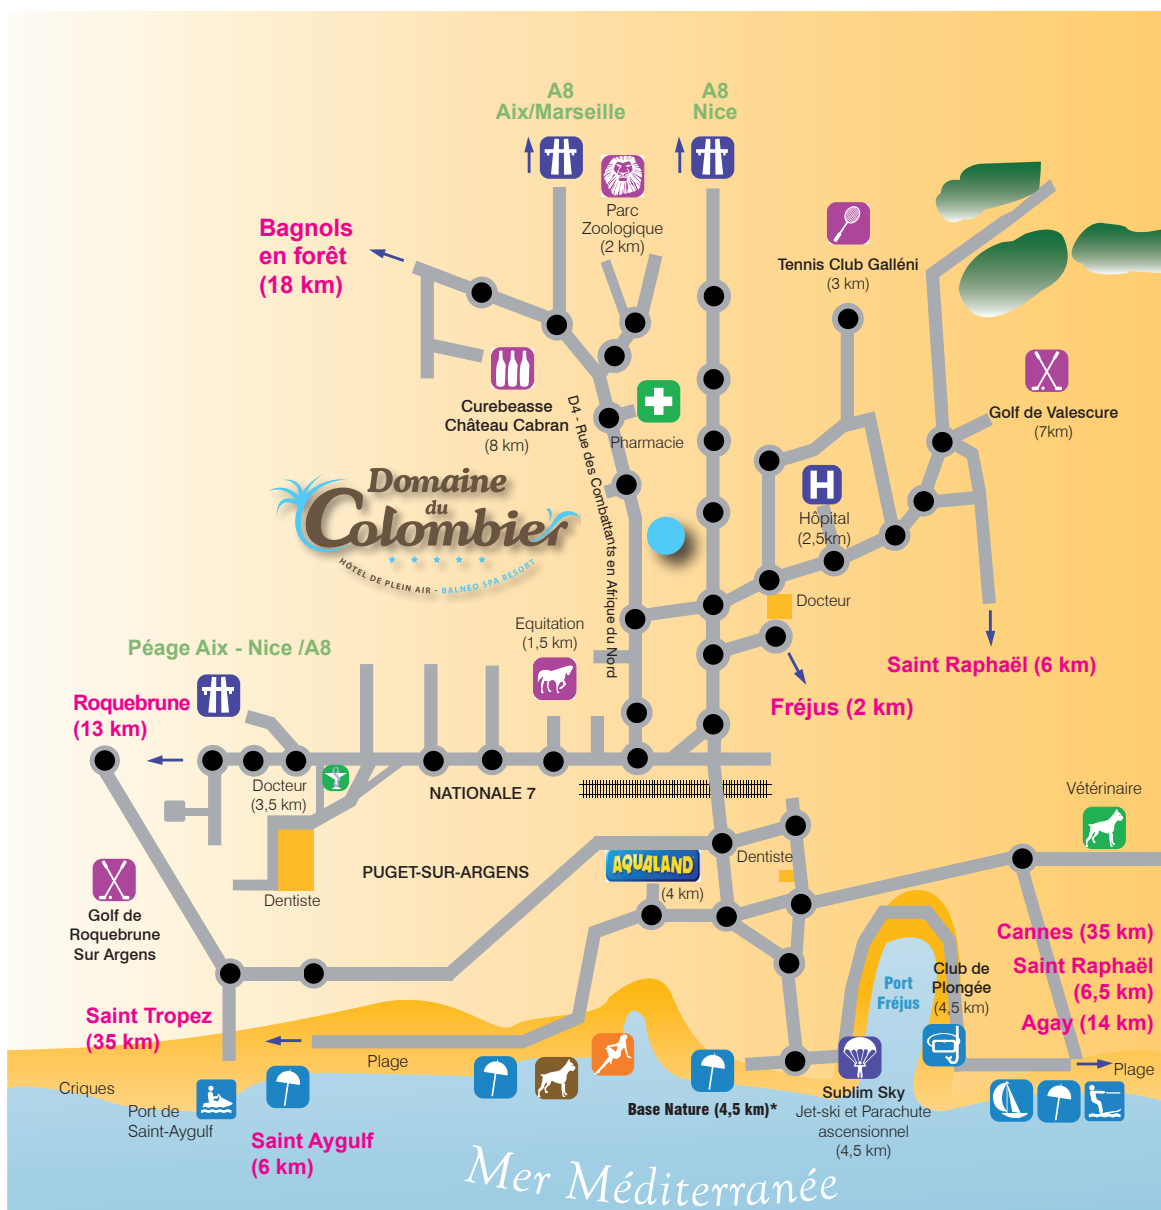 A8
Aix/Marseille
A8
Nice
Parc
Zoologique
(2 km)
Bagnols
en forêt
(18 km)
Tennis Club Galléni
(3 km)
Curebeasse
Château Cabran
(8 km)
D4 - Rue des Combattants en Afrique du Nord
Pharmacie
Golf de Valescure
(7km)
Domaine
du
Colombier
HÔTEL DE PLEIN AIR - BALNÉO SPA RESORT
H
Hôpital
(2,5km)
Docteur
Equitation
(1,5 km)
Péage Aix - Nice /A8
Saint Raphaël (6 km)
Roquebrune
(13 km)
Fréjus (2 km)
Docteur
(3,5 km)
NATIONALE 7
Vétérinaire
PUGET-SUR-ARGENS
AQUALAND
(4 km)
Dentiste
Dentiste
Golf de
Roquebrune
Sur Argens
Cannes (35 km)
Saint Raphaël
(6,5 km)
Agay (14 km)
Port
Fréjus
Club de
Plongée
(4,5 km)
Saint Tropez
(35 km)
Plage
Plage
Criques
Port de
Saint-Aygulf
Saint Aygulf
(6 km)
Base Nature (4,5 km)*
Sublim Sky
Jet-ski et Parachute
ascensionnel
(4,5 km)
Mer Méditerranée